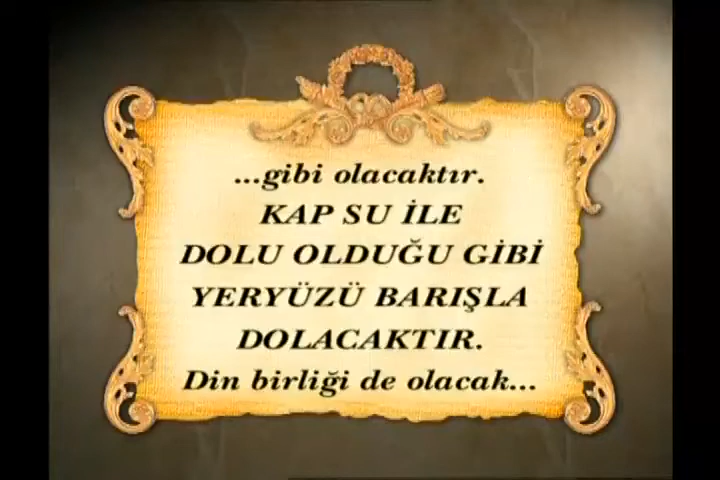 ...gibi olacaktır.
KAP SU İLE
DOLU OLDUĞU GİBİ
YERYÜZÜ BARIŞLA
DOLACAKTIR.
Din birliği de olacak...